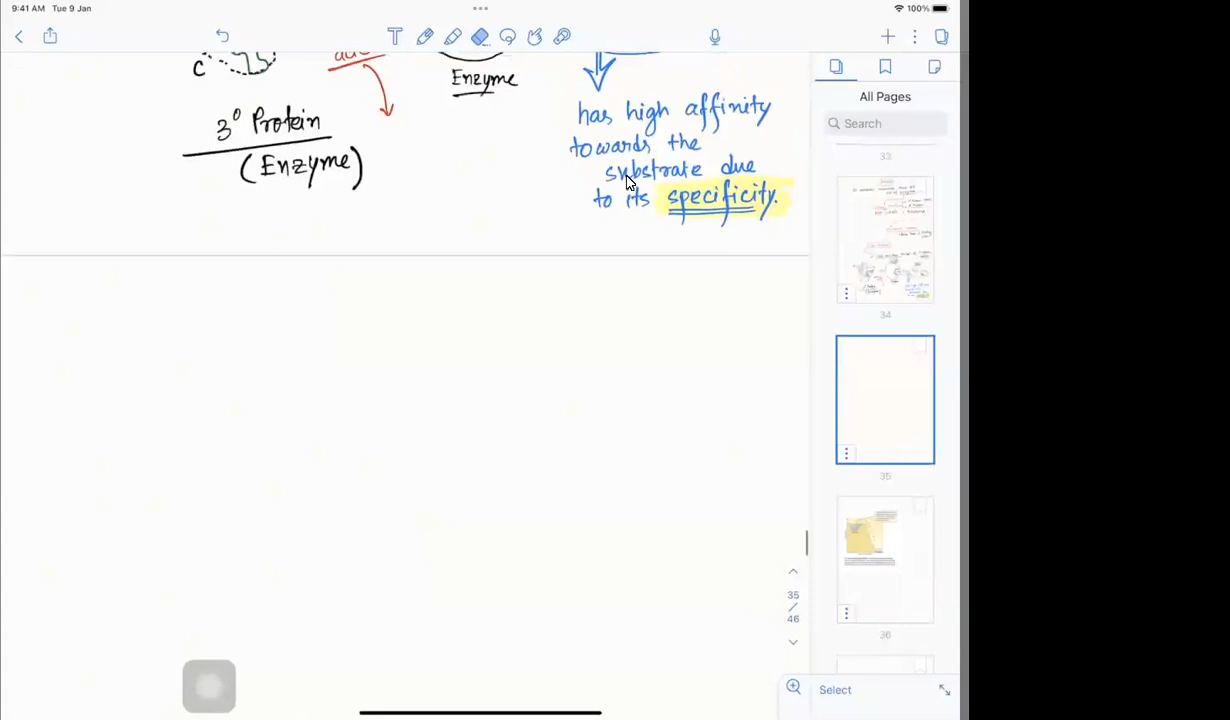 9:41 AM Tue 9 Jan
100%
C
Enzyme
3° Protein
(Enzyme)
has high affinity
towards the
substrate due
to its specificity.
All Pages
Search
33
34
35
36
35
/
46
Select